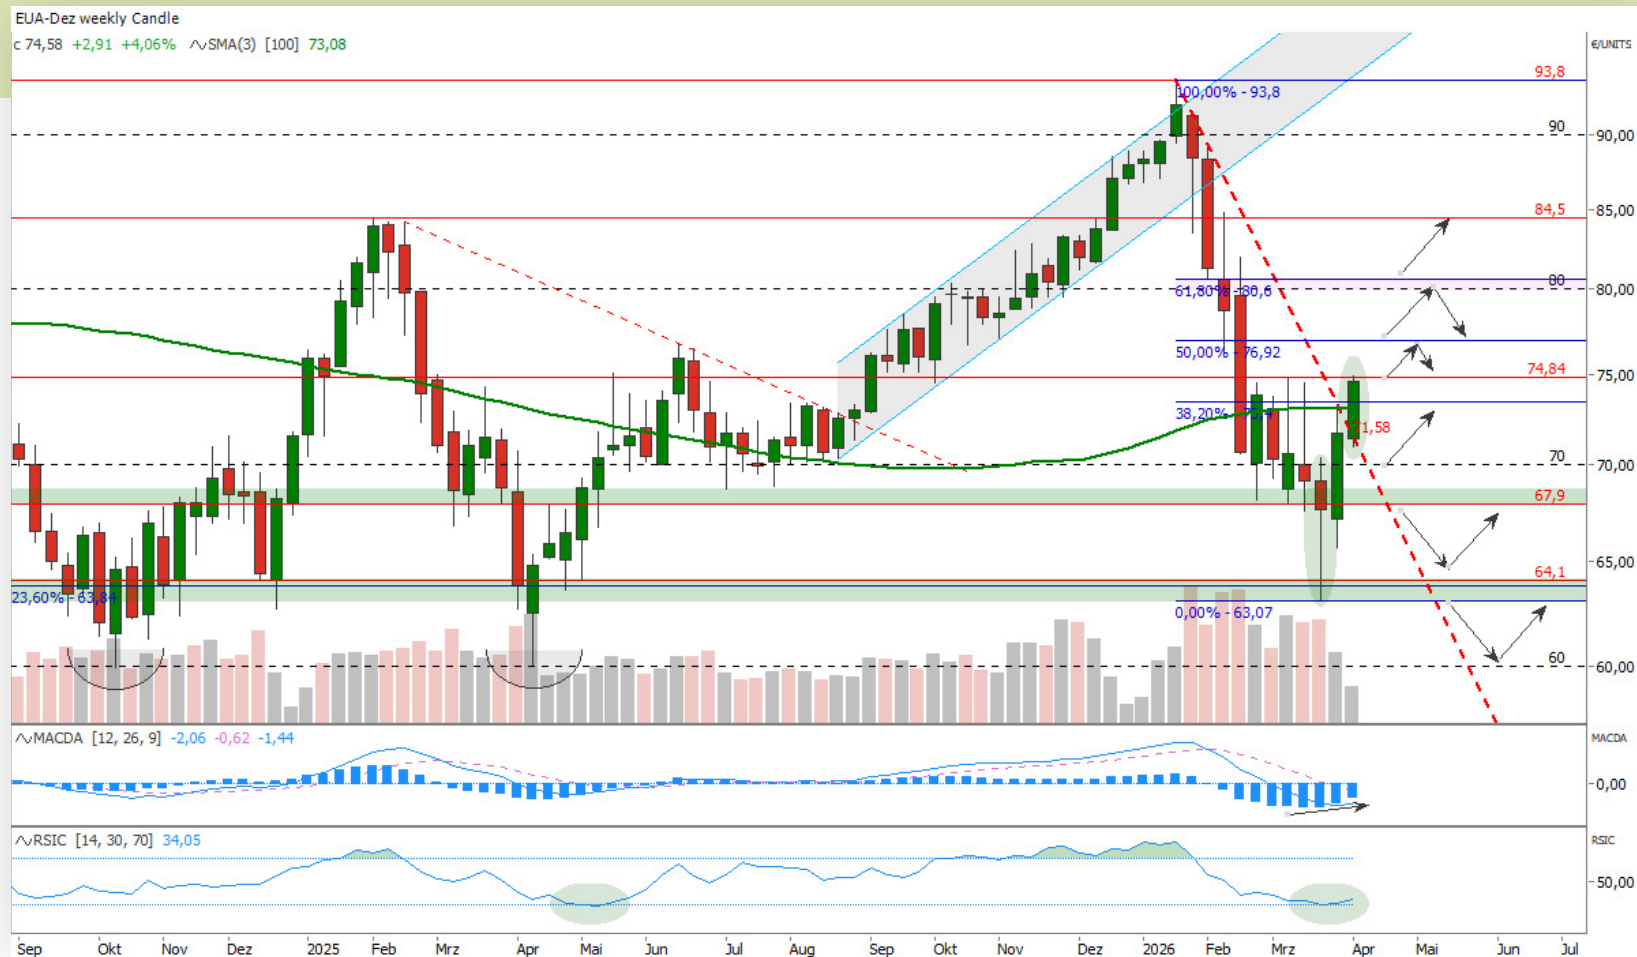 EUA-Dez weekly Candle
c 74,58 +2,91 +4,06% SMA(3) [100] 73,08
€/UNITS
93,8
100,00% - 93,8
90
90,00
84,5
85,00
61,80% - 80,6
80
80,00
50,00% - 76,92
74,84
75,00
38,20% -
71,58
70
70,00
67,9
65,00
64,1
23,60% - 63,84
0,00% - 63,07
60
60,00
MACDA [12, 26, 9] -2,06 -0,62 -1,44
MACDA
0,00
RSIC [14, 30, 70] 34,05
RSIC
50,00
Sep Okt Nov Dez 2025 Feb Mrz Apr Mai Jun Jul Aug Sep Okt Nov Dez 2026 Feb Mrz Apr Mai Jun Jul